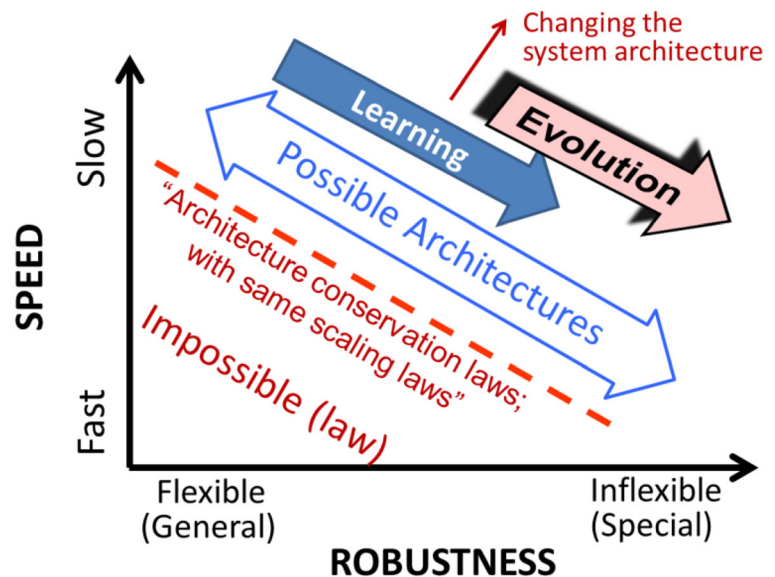 Changing the
system architecture
Learning
Evolution
Possible Architectures
“Architecture conservation laws;
with same scaling laws”
Impossible (law)
SPEED
Slow
Fast
Flexible
(General)
Inflexible
(Special)
ROBUSTNESS